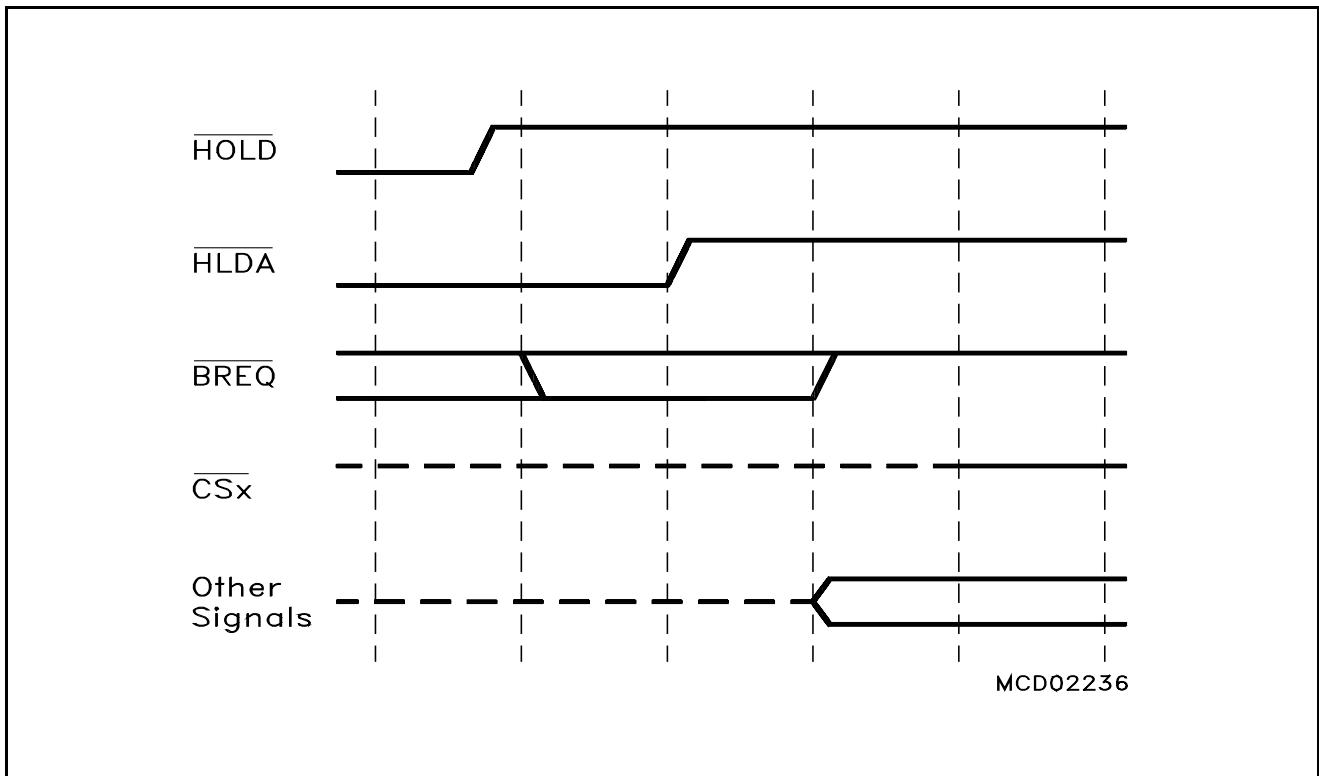 HOLD
HLDA
BREQ
CSx
Other
Signals
MCD02236